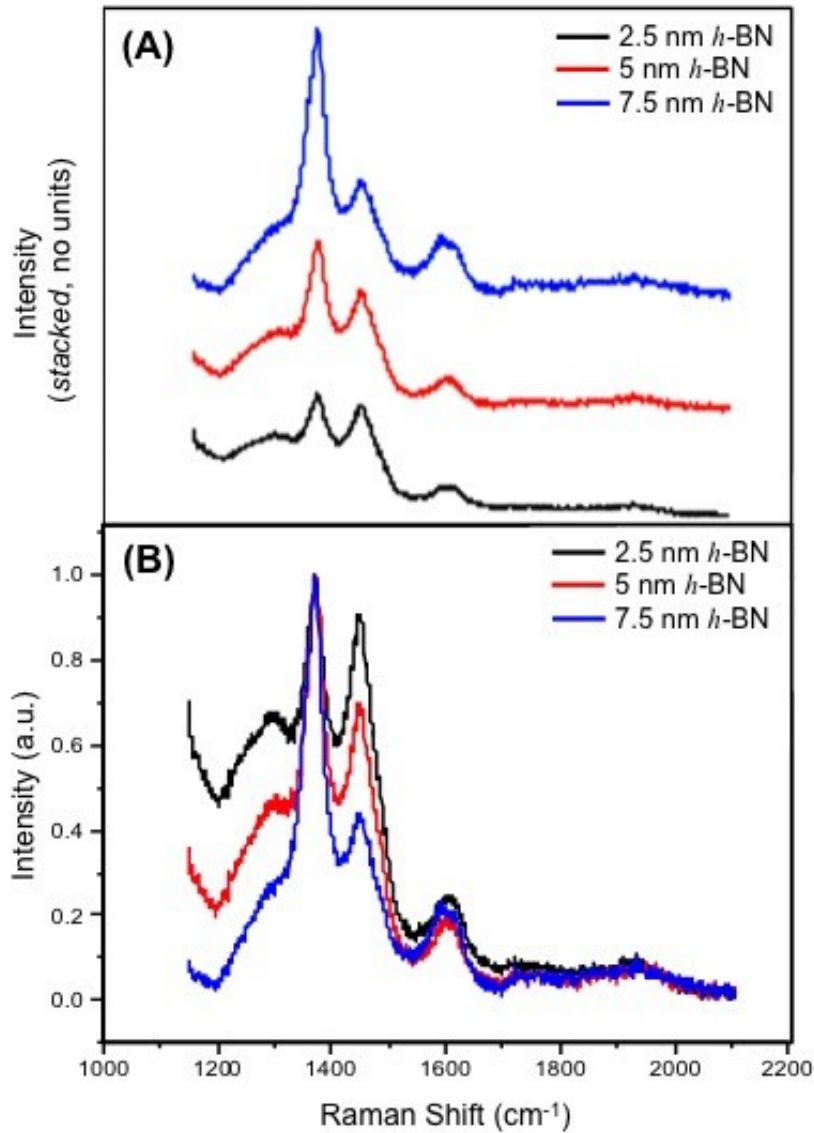 (A)
2.5 nm h-BN
5 nm h-BN
7.5 nm h-BN
Intensity
(stacked, no units)
(B)
2.5 nm h-BN
5 nm h-BN
7.5 nm h-BN
1.0
0.8
0.6
0.4
0.2
0.0
Intensity (a.u.)
1000 1200 1400 1600 1800 2000 2200
Raman Shift (cm-1)